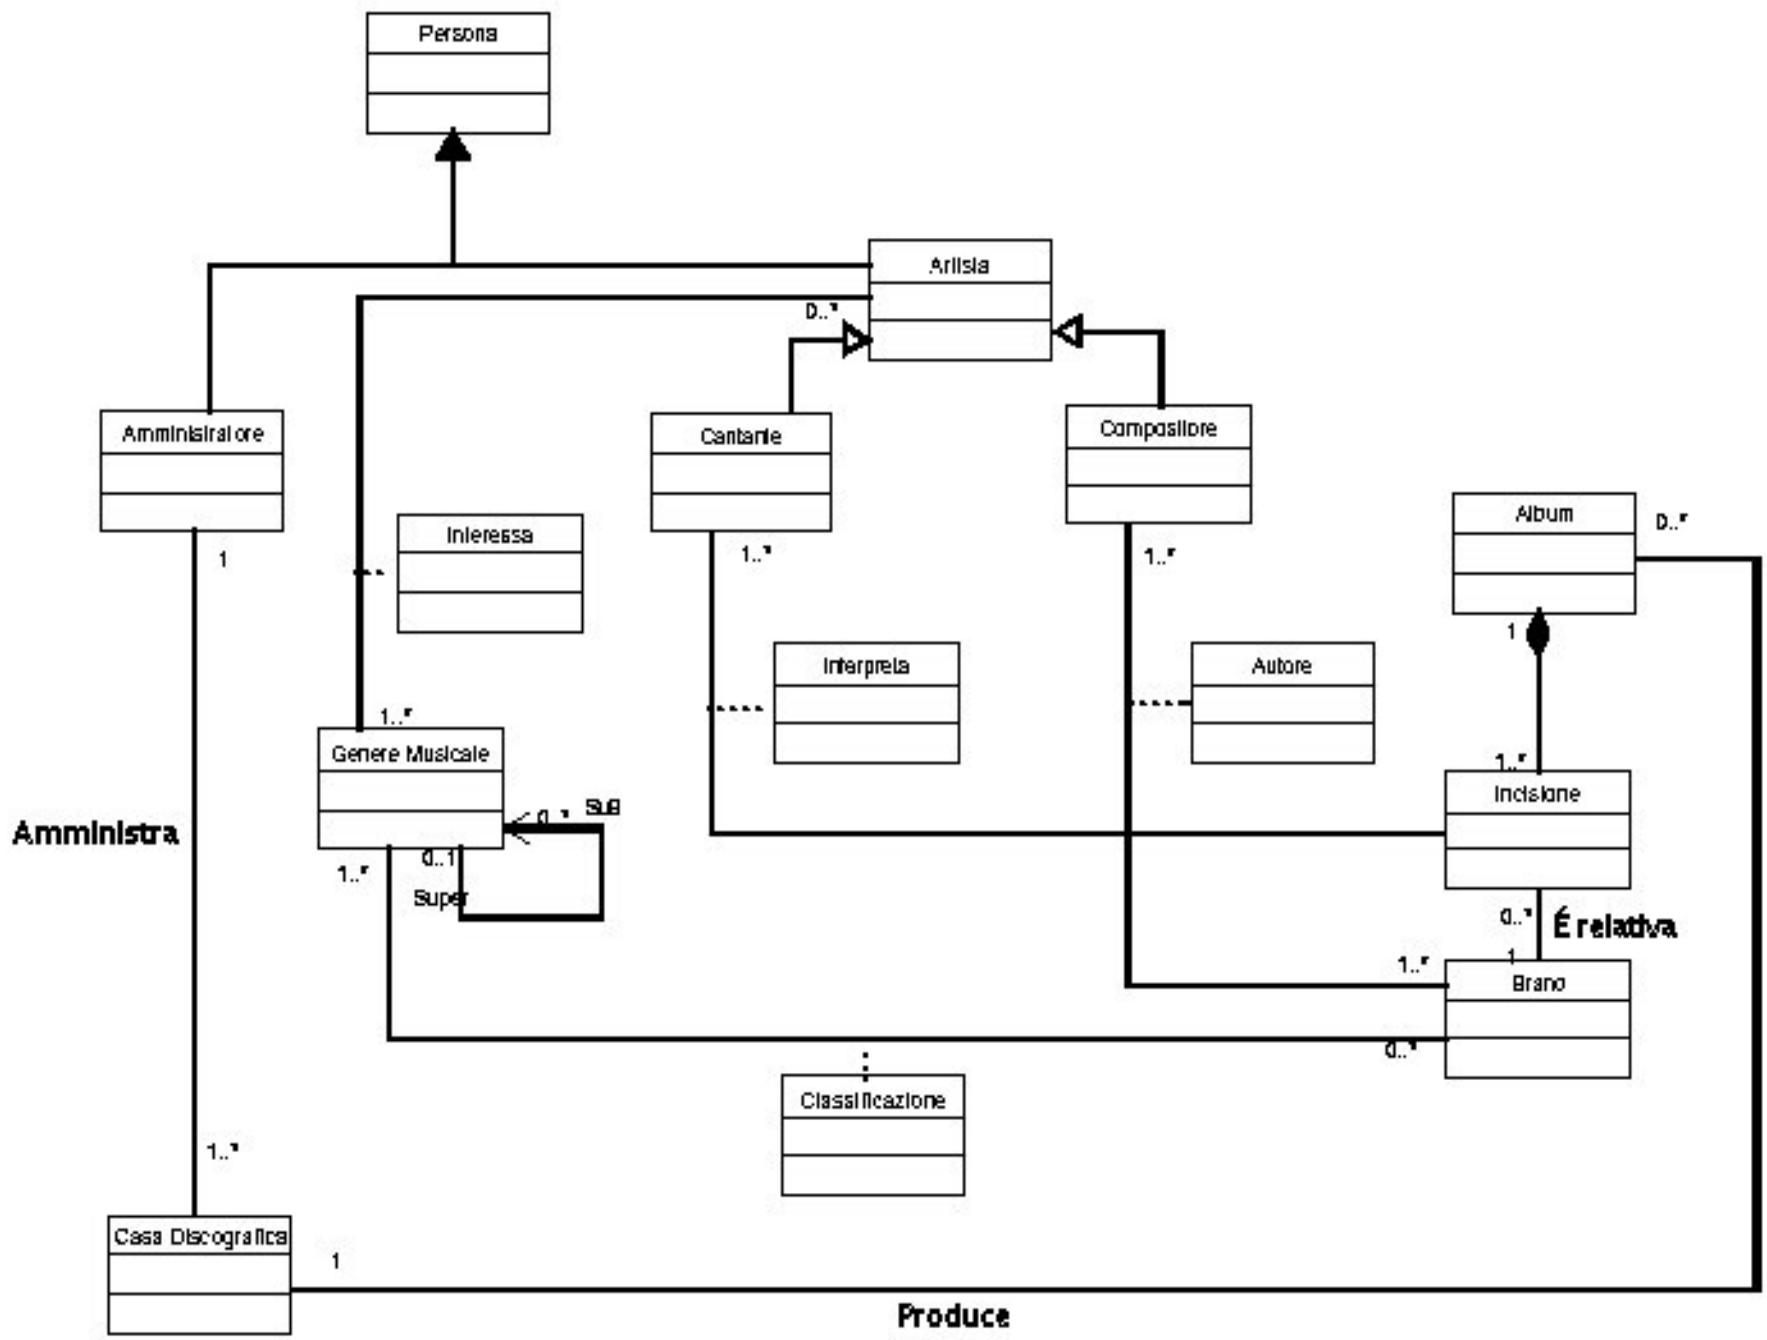 Persona
Artista
0..*
Amministratore
Cantante
Compositore
Album
0..*
1
Interessa
1..*
1..*
1
Interpreta
Autore
1..*
Genere Musicale
1..*
Incisione
0..* Sub
Amministra
0..1
1..*
Super
0..*
É relativa
1
1..*
Brano
0..*
Classificazione
1..*
Casa Discografica
1
Produce